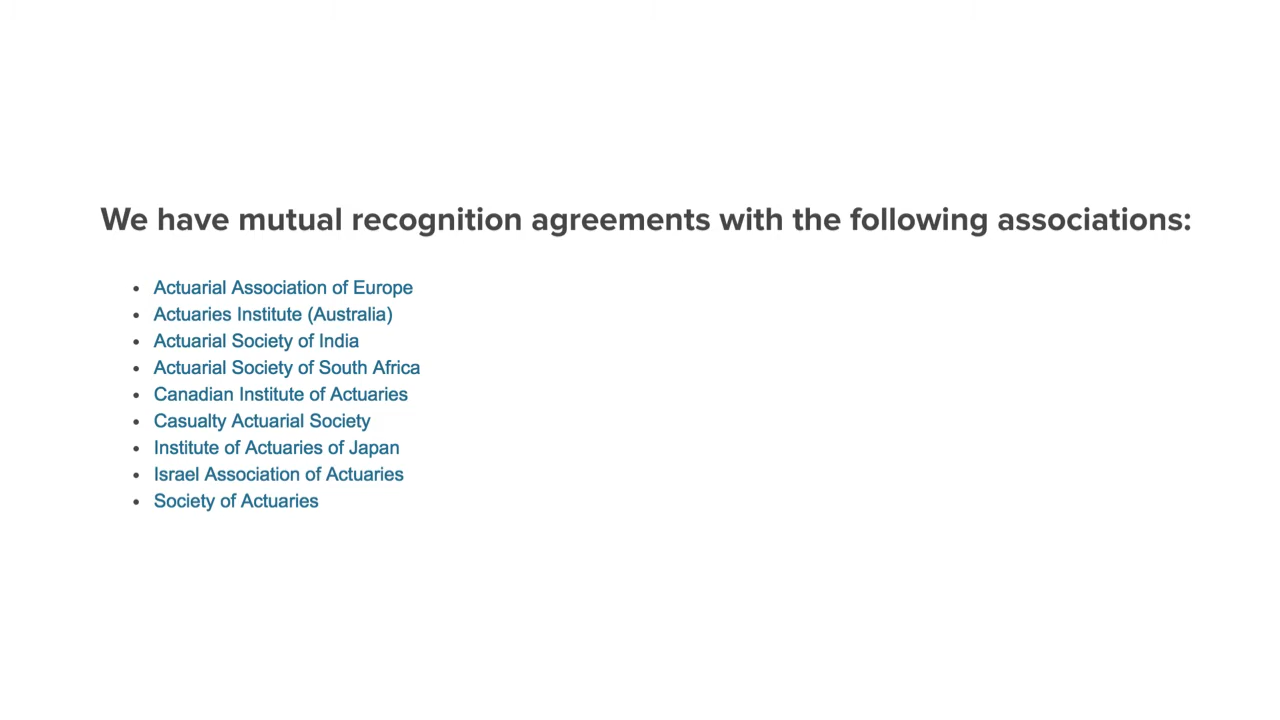 We have mutual recognition agreements with the following associations:
Actuarial Association of Europe
Actuaries Institute (Australia)
Actuarial Society of India
Actuarial Society of South Africa
Canadian Institute of Actuaries
Casualty Actuarial Society
Institute of Actuaries of Japan
Israel Association of Actuaries
Society of Actuaries